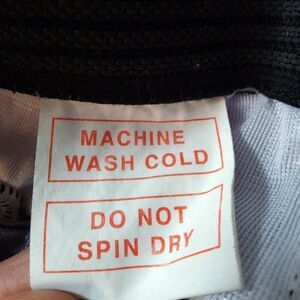 MACHINE
WASH COLD
DO NOT
SPIN DRY